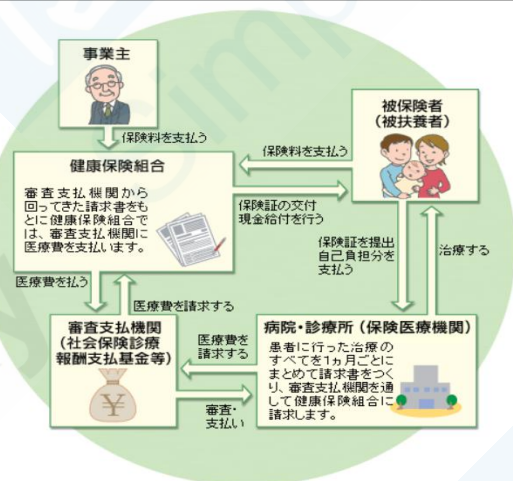 事業主
保険料を支払う
被保険者
(被扶養者)
保険料を支払う
健康保険組合
審査支払機関から
回ってきた請求書をも
とに健康保険組合で
は、審査支払機関に
医療費を支払います。
保険証の交付
現金給付を行う
保険証を提出
自己負担分を
支払う
治療する
医療費を払う
医療費を請求する
審査支払機関
(社会保険診療
報酬支払基金等)
¥
医療費を
請求する
審査・
支払い
病院・診療所(保険医療機関)
患者に行った治療の
すべてを1ヵ月ごとに
まとめて請求書をつく
り、審査支払機関を通
して健康保険組合に
請求します。